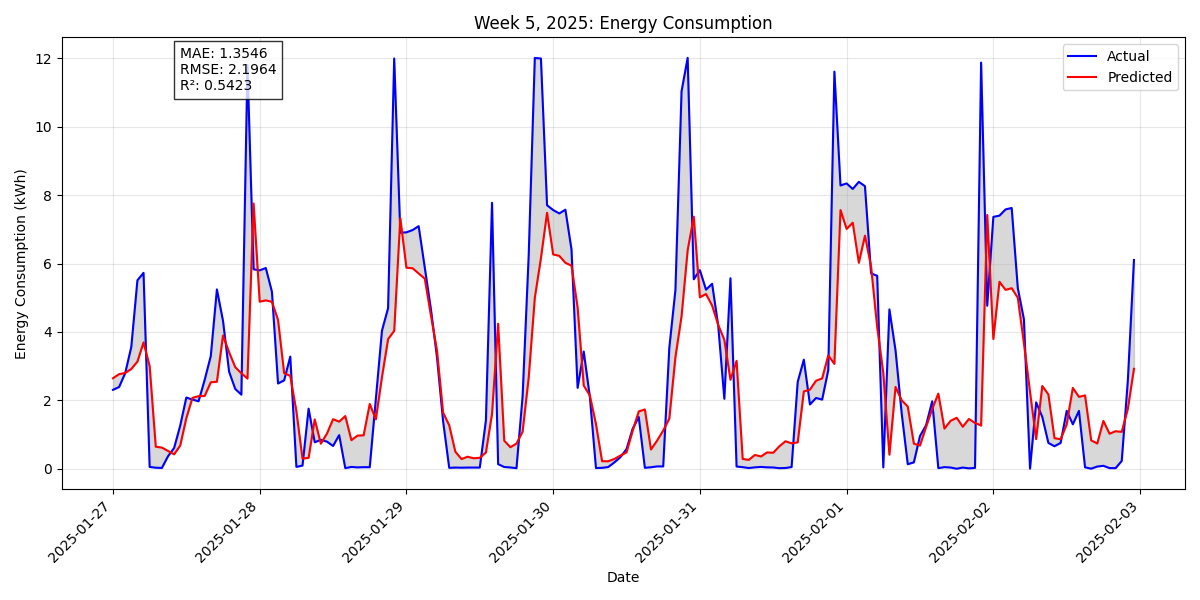 Week 5, 2025: Energy Consumption
MAE: 1.3546
RMSE: 2.1964
R²: 0.5423
Actual
Predicted
Energy Consumption (kWh)
12
10
8
6
4
2
0
2025-01-27
2025-01-28
2025-01-29
2025-01-30
2025-01-31
2025-02-01
2025-02-02
2025-02-03
Date